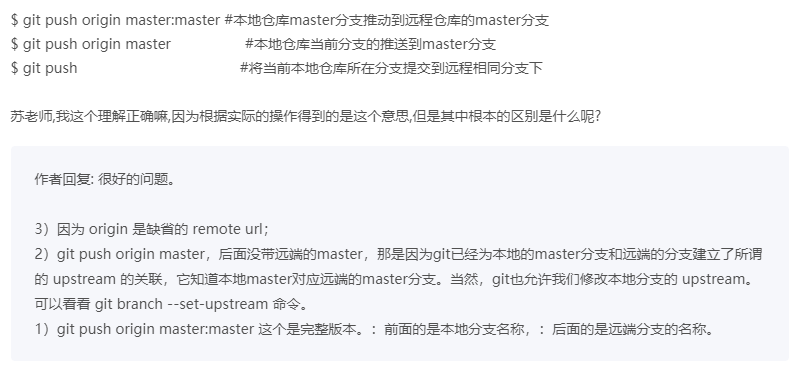 $ git push origin master:master #本地仓库master分支推动到远程仓库的master分支
$ git push origin master #本地仓库当前分支的推送到master分支
$ git push #将当前本地仓库所在分支提交到远程相同分支下
苏老师,我这个理解正确嘛,因为根据实际的操作得到的是这个意思,但是其中根本的区别是什么呢?
作者回复: 很好的问题。
3）因为 origin 是缺省的 remote url；
2）git push origin master，后面没带远端的master，那是因为git已经为本地的master分支和远端的分支建立了所谓
的 upstream 的关联，它知道本地master对应远端的master分支。当然，git也允许我们修改本地分支的 upstream。
可以看看 git branch --set-upstream 命令。
1）git push origin master:master 这个是完整版本。：前面的是本地分支名称，：后面的是远端分支的名称。